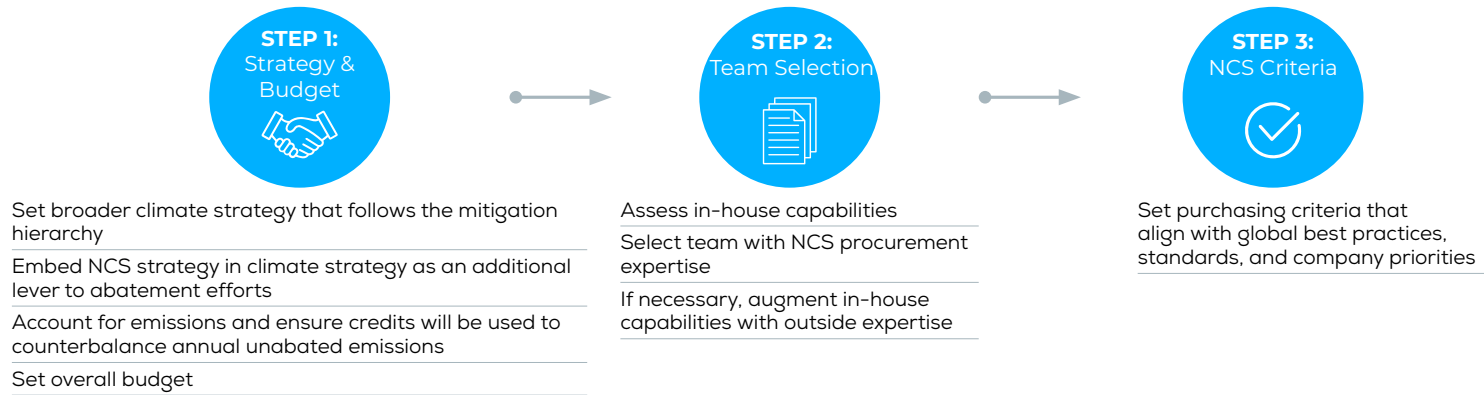 STEP 1:
Strategy &
Budget
Set broader climate strategy that follows the mitigation
hierarchy
Embed NCS strategy in climate strategy as an additional
lever to abatement efforts
Account for emissions and ensure credits will be used to
counterbalance annual unabated emissions
Set overall budget
STEP 2:
Team Selection
Assess in-house capabilities
Select team with NCS procurement
expertise
If necessary, augment in-house
capabilities with outside expertise
STEP 3:
NCS Criteria
Set purchasing criteria that
align with global best practices,
standards, and company priorities